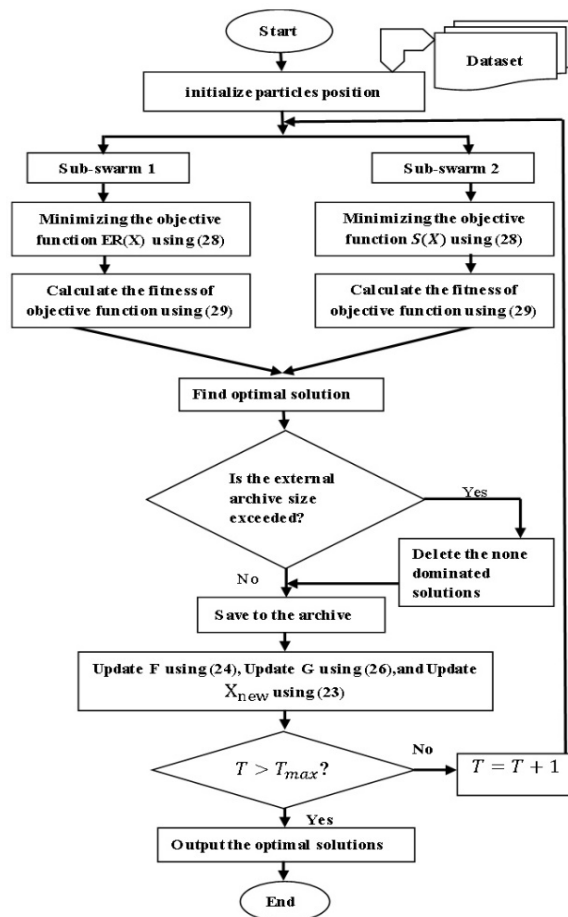 Start
Dataset
initialize particles position
Sub-swarm 1
Sub-swarm 2
Minimizing the objective
function ER(X) using (28)
Minimizing the objective
function S(X) using (28)
Calculate the fitness of
objective function using (29)
Calculate the fitness of
objective function using (29)
Find optimal solution
Is the external
archive size
exceeded?
Yes
Delete the none
dominated
solutions
No
Save to the archive
Update F using (24), Update G using (26),and Update
X_new using (23)
T > T_max?
No
T = T + 1
Yes
Output the optimal solutions
End